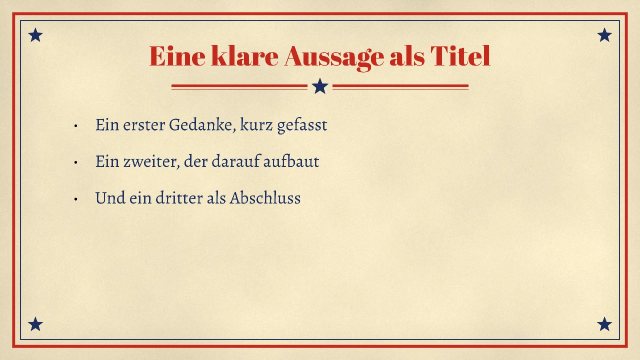 Eine klare Aussage als Titel
• Ein erster Gedanke, kurz gefasst
• Ein zweiter, der darauf aufbaut
• Und ein dritter als Abschluss